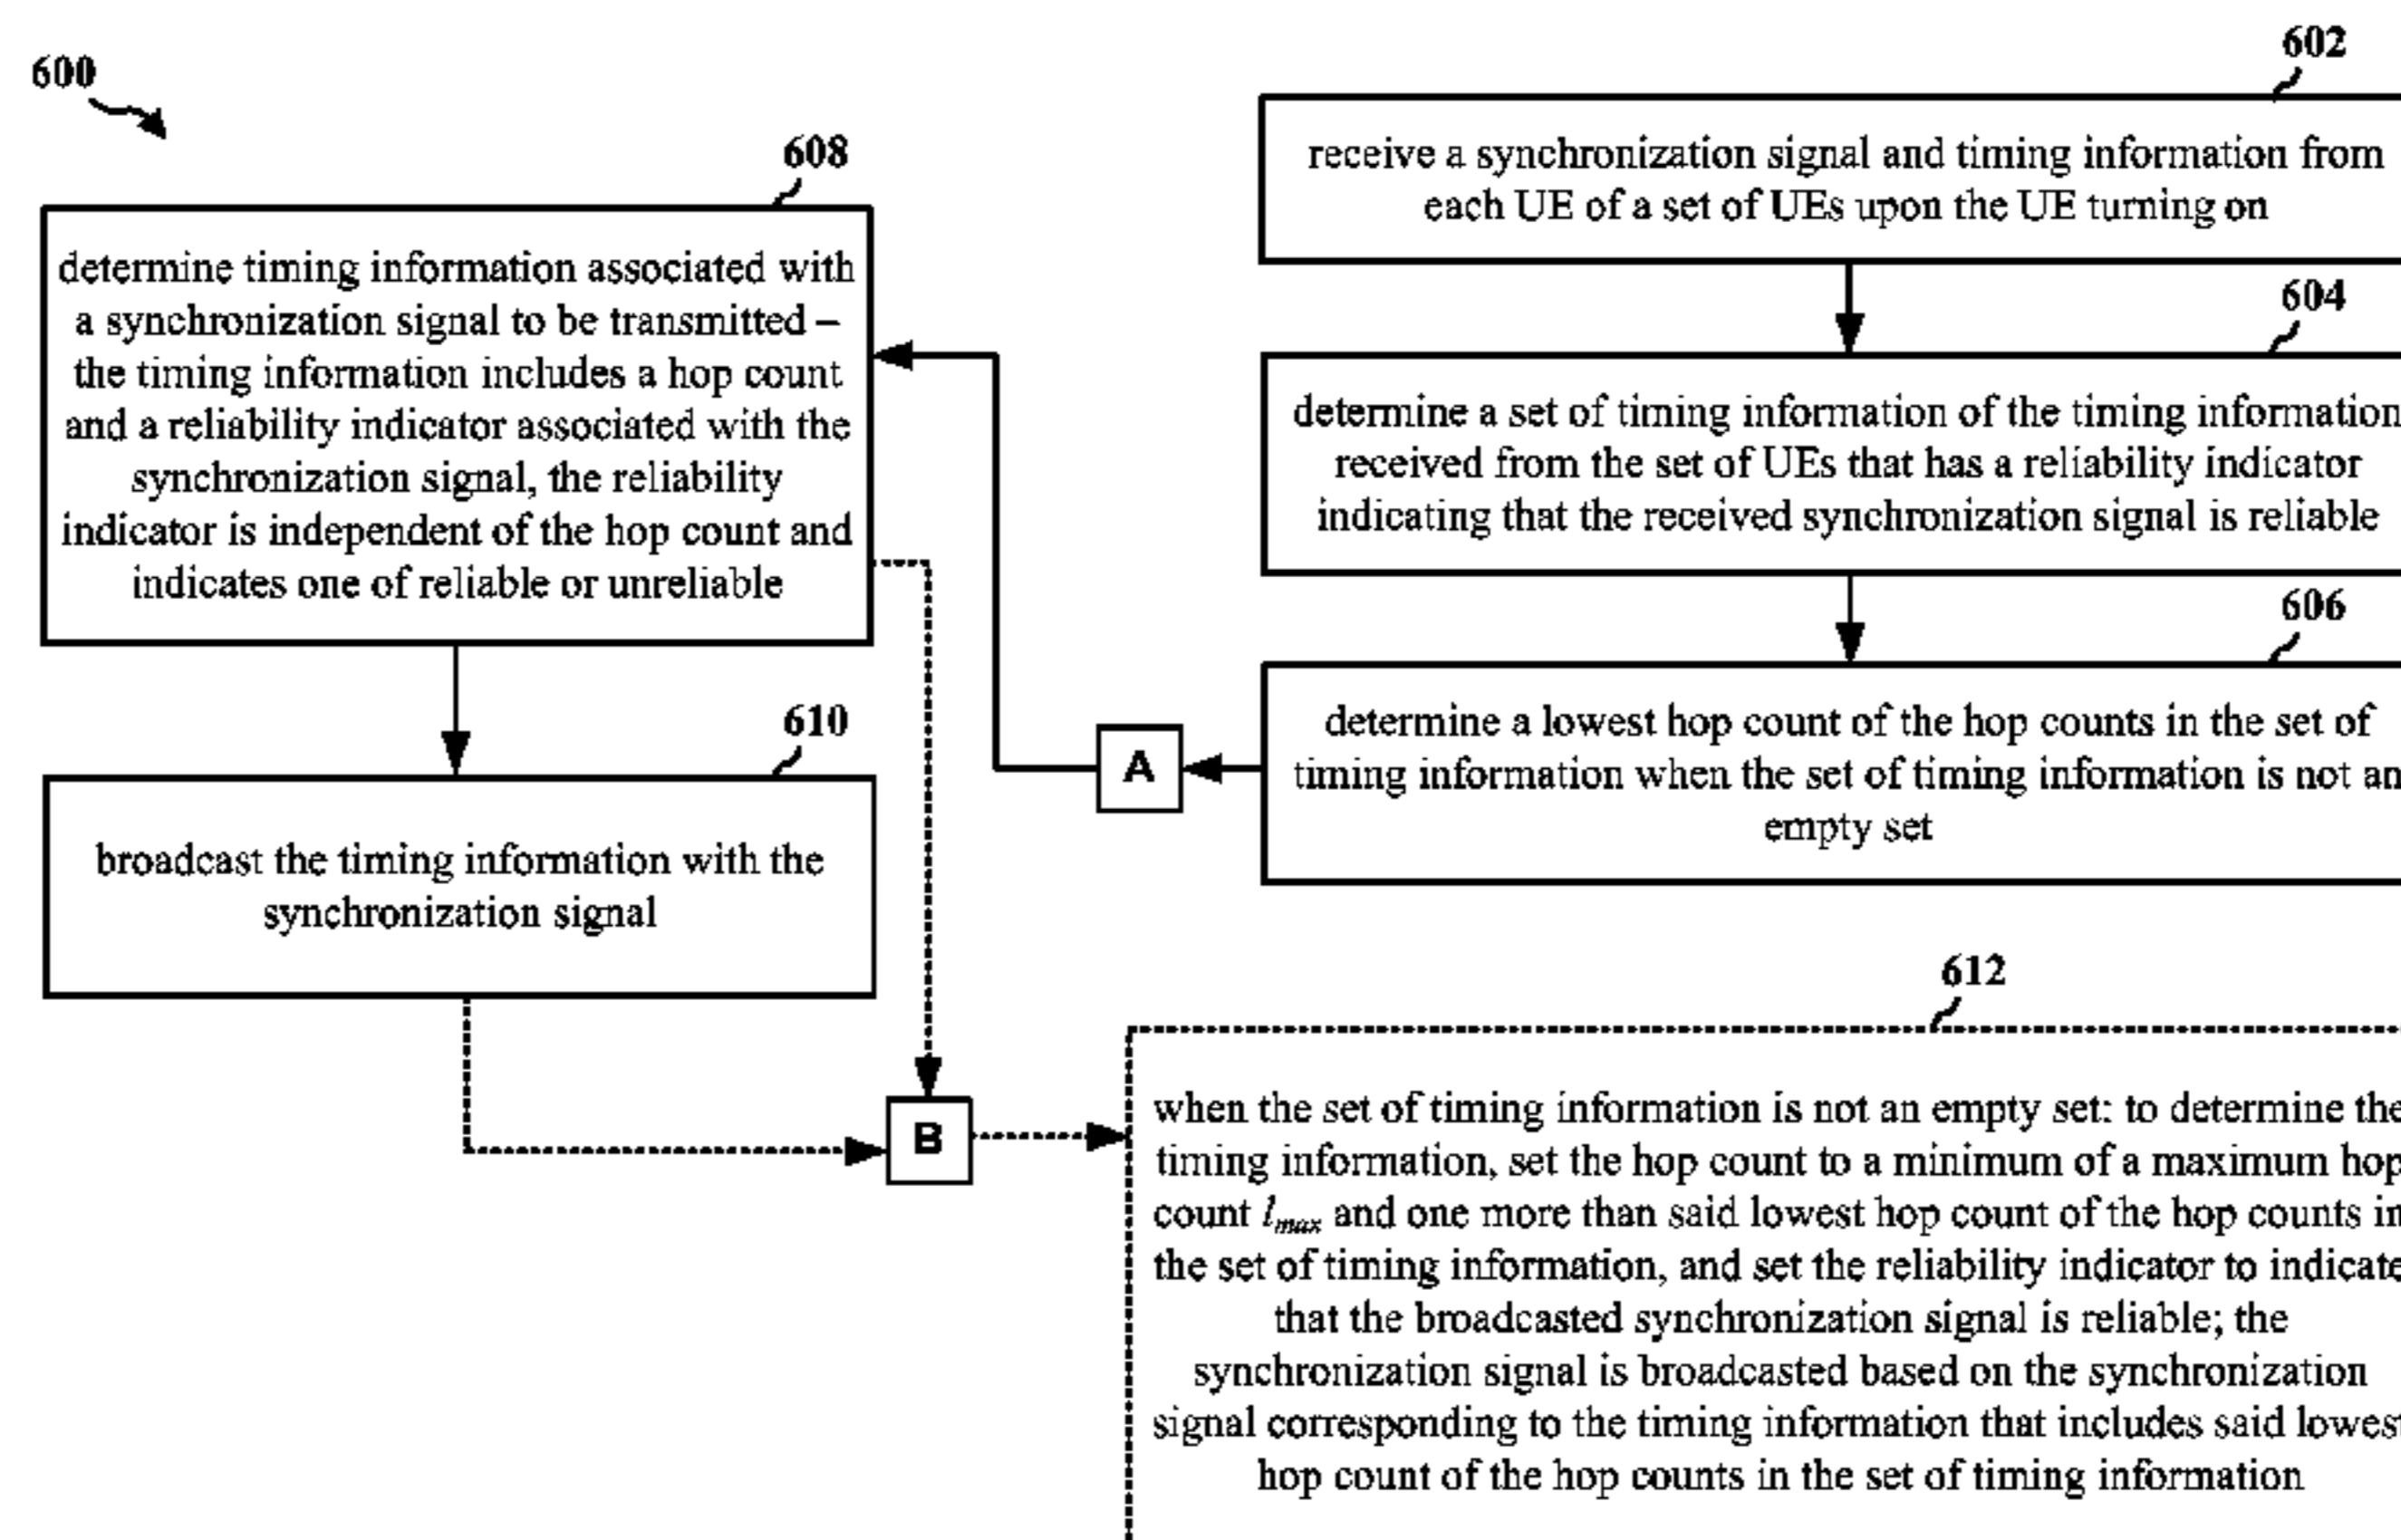 600
608
determine timing information associated with
a synchronization signal to be transmitted –
the timing information includes a hop count
and a reliability indicator associated with the
synchronization signal, the reliability
indicator is independent of the hop count and
indicates one of reliable or unreliable
610
broadcast the timing information with the
synchronization signal
602
receive a synchronization signal and timing information from
each UE of a set of UEs upon the UE turning on
604
determine a set of timing information of the timing information
received from the set of UEs that has a reliability indicator
indicating that the received synchronization signal is reliable
606
determine a lowest hop count of the hop counts in the set of
timing information when the set of timing information is not an
empty set
A
B
612
when the set of timing information is not an empty set: to determine the
timing information, set the hop count to a minimum of a maximum hop
count lmax and one more than said lowest hop count of the hop counts in
the set of timing information, and set the reliability indicator to indicate
that the broadcasted synchronization signal is reliable; the
synchronization signal is broadcasted based on the synchronization
signal corresponding to the timing information that includes said lowest
hop count of the hop counts in the set of timing information